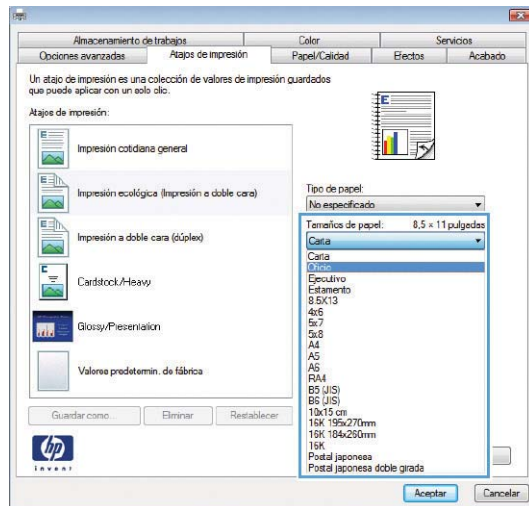 Almacenamiento de trabajos
Color
Servicios
Opciones avanzadas
Atajos de impresión
Papel/Calidad
Efectos
Acabado
Un atajo de impresión es una colección de valores de impresión guardados
que puede aplicar con un solo clic.
Atajos de impresión:
Impresión cotidiana general
Impresión ecológica (Impresión a doble cara)
Impresión a doble cara (dúplex)
Cardstock/Heavy
Glossy/Presentation
Valores predetermin. de fábrica
Guardar como...
Eliminar
Restablecer
hp
invent
E
Tipo de papel:
No especificado
Tamaños de papel: 8,5 × 11 pulgadas
Carta
Carta
Oficio
Ejecutivo
Estamento
8.5X13
4x6
5x7
5x8
A4
A5
A6
RA4
B5 (JIS)
B6 (JIS)
10x15 cm
16K 195x270mm
16K 184x260mm
16K
Postal japonesa
Postal japonesa doble girada
Aceptar
Cancelar